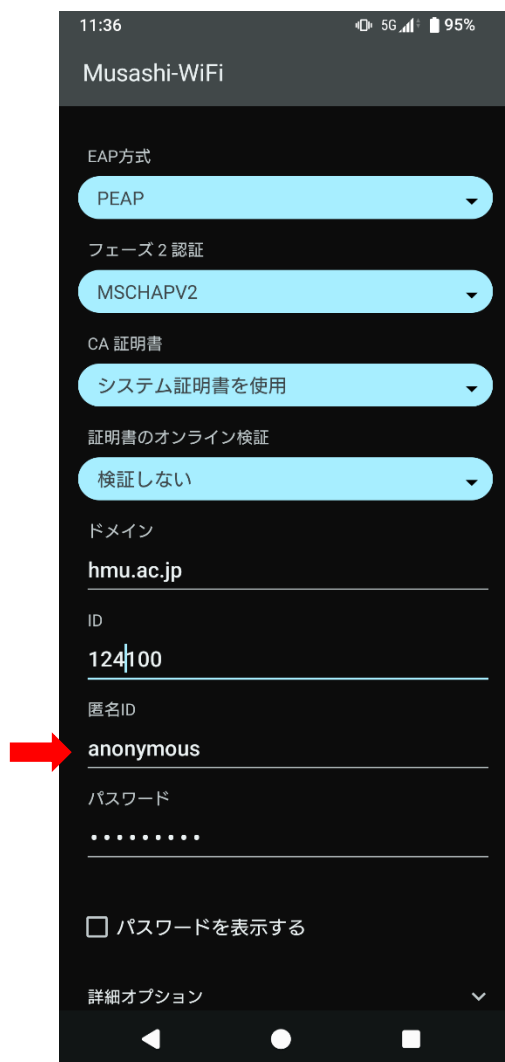 11:36 5G 95%
Musashi-WiFi
EAP方式
PEAP
フェーズ 2 認証
MSCHAPV2
CA 証明書
システム証明書を使用
証明書のオンライン検証
検証しない
ドメイン
hmu.ac.jp
ID
124100
匿名ID
anonymous
パスワード
•••••••••
パスワードを表示する
詳細オプション